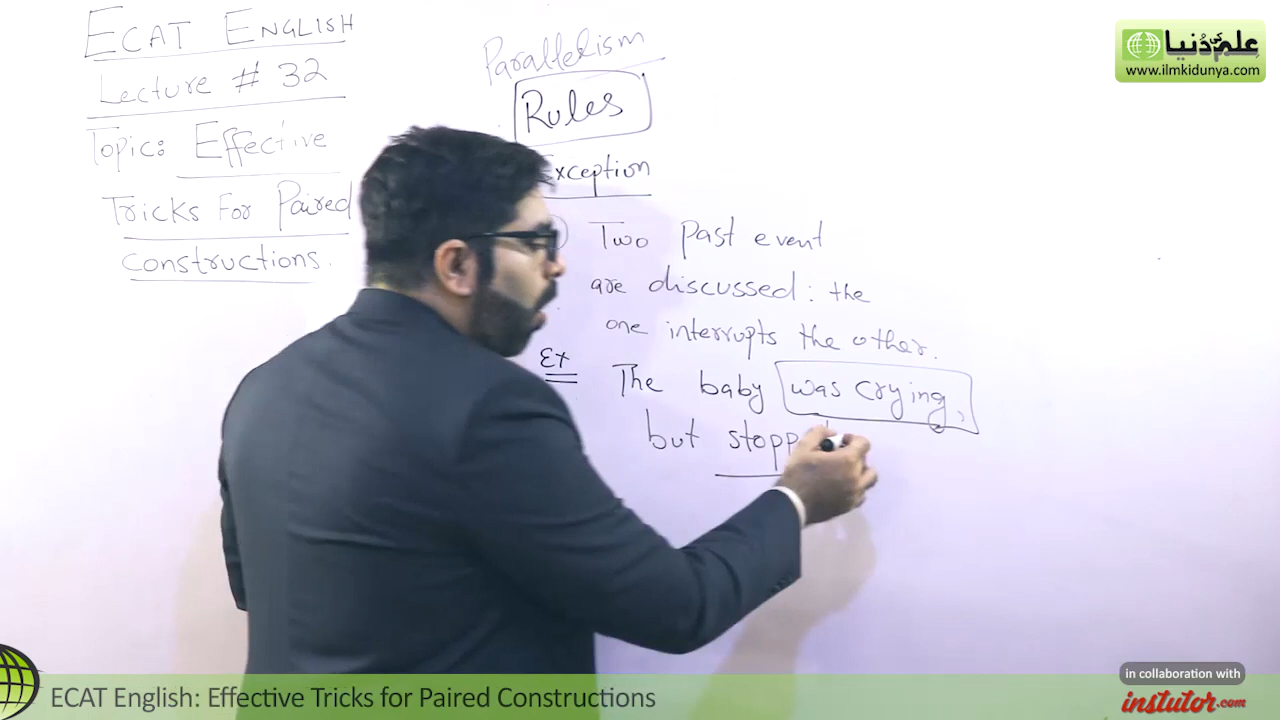 ECAT ENGLISH
Lecture # 32
Topic: Effective
Tricks For Paired
constructions.
Parallelism
Rules
Exception
Two past event
are discussed: the
one interrupts the other.
Ex
The baby was crying,
but
علم کی دُنیا
www.ilmkidunya.com
in collaboration with
instutor.com
ECAT English: Effective Tricks for Paired Constructions